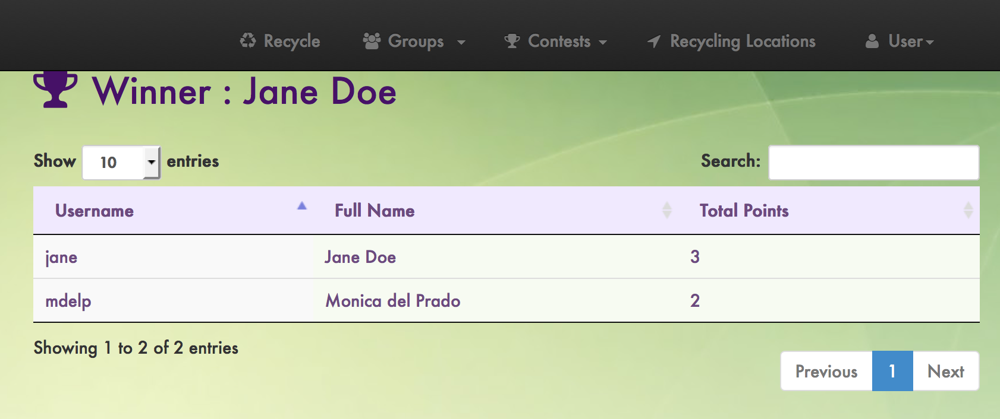 Recycle Groups Contests Recycling Locations User
Winner : Jane Doe
Show 10 entries Search:
Username Full Name Total Points
jane Jane Doe 3
mdelp Monica del Prado 2
Showing 1 to 2 of 2 entries
Previous 1 Next